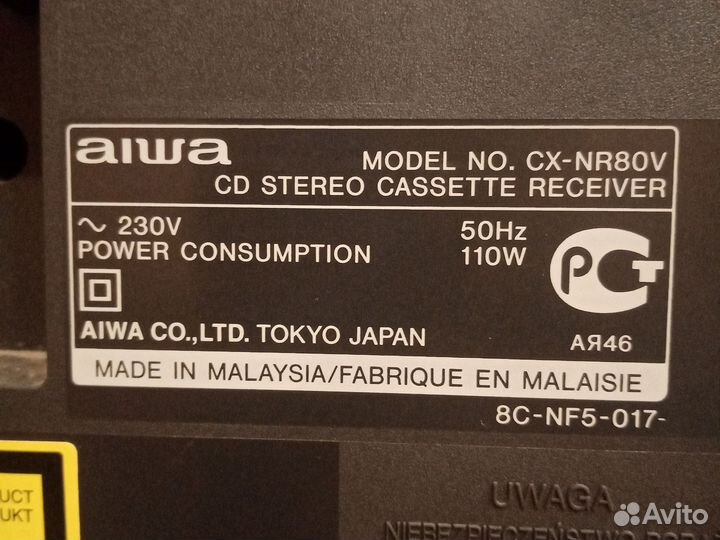 aiwa
MODEL NO. CX-NR80V
CD STEREO CASSETTE RECEIVER
~ 230V 50Hz
POWER CONSUMPTION 110W
РСТ
AIWA CO.,LTD. TOKYO JAPAN
АЯ46
MADE IN MALAYSIA/FABRIQUE EN MALAISIE
8C-NF5-017-
UCT
UKT
UWAGA
NIEBEZPIECZEŃSTWO
Avito